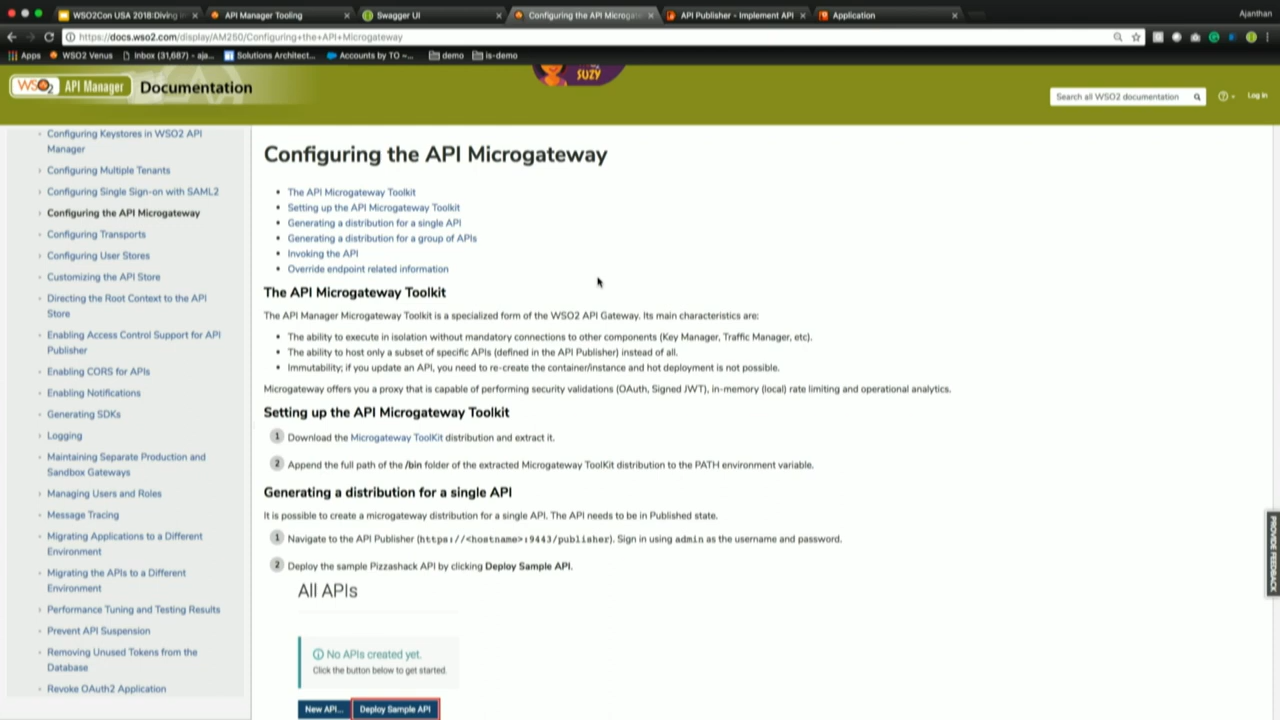 WSO2Con USA 2018:Diving
API Manager Tooling
Swagger UI
Configuring the API Microgate
API Publisher - Implement API
Application
Ajanthan
https://docs.wso2.com/display/AM250/Configuring+the+API+Microgateway
Apps
WSO2 Venus
Inbox (31,687) - aja...
Solutions Architect...
Accounts by TO -...
demo
is-demo
WSO2 API Manager
Documentation
SUZY
Search all WSO2 documentation
Log in
Configuring Keystores in WSO2 API
Manager
Configuring Multiple Tenants
Configuring Single Sign-on with SAML2
Configuring the API Microgateway
Configuring Transports
Configuring User Stores
Customizing the API Store
Directing the Root Context to the API
Store
Enabling Access Control Support for API
Publisher
Enabling CORS for APIs
Enabling Notifications
Generating SDKs
Logging
Maintaining Separate Production and
Sandbox Gateways
Managing Users and Roles
Message Tracing
Migrating Applications to a Different
Environment
Migrating the APIs to a Different
Environment
Performance Tuning and Testing Results
Prevent API Suspension
Removing Unused Tokens from the
Database
Revoke OAuth2 Application
Configuring the API Microgateway
The API Microgateway Toolkit
Setting up the API Microgateway Toolkit
Generating a distribution for a single API
Generating a distribution for a group of APIs
Invoking the API
Override endpoint related information
The API Microgateway Toolkit
The API Manager Microgateway Toolkit is a specialized form of the WSO2 API Gateway. Its main characteristics are:
The ability to execute in isolation without mandatory connections to other components (Key Manager, Traffic Manager, etc).
The ability to host only a subset of specific APIs (defined in the API Publisher) instead of all.
Immutability; if you update an API, you need to re-create the container/instance and hot deployment is not possible.
Microgateway offers you a proxy that is capable of performing security validations (OAuth, Signed JWT), in-memory (local) rate limiting and operational analytics.
Setting up the API Microgateway Toolkit
1 Download the Microgateway ToolKit distribution and extract it.
2 Append the full path of the /bin folder of the extracted Microgateway ToolKit distribution to the PATH environment variable.
Generating a distribution for a single API
It is possible to create a microgateway distribution for a single API. The API needs to be in Published state.
1 Navigate to the API Publisher (https://<hostname>:9443/publisher). Sign in using admin as the username and password.
2 Deploy the sample Pizzashack API by clicking Deploy Sample API.
All APIs
No APIs created yet.
Click the button below to get started.
New API...
Deploy Sample API
PROVIDE FEEDBACK